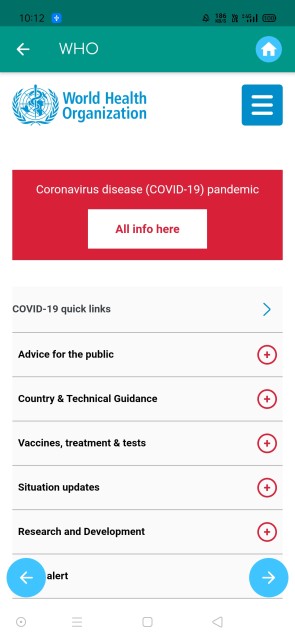 10:12
WHO
World Health
Organization
Coronavirus disease (COVID-19) pandemic
All info here
COVID-19 quick links
Advice for the public
Country & Technical Guidance
Vaccines, treatment & tests
Situation updates
Research and Development
alert